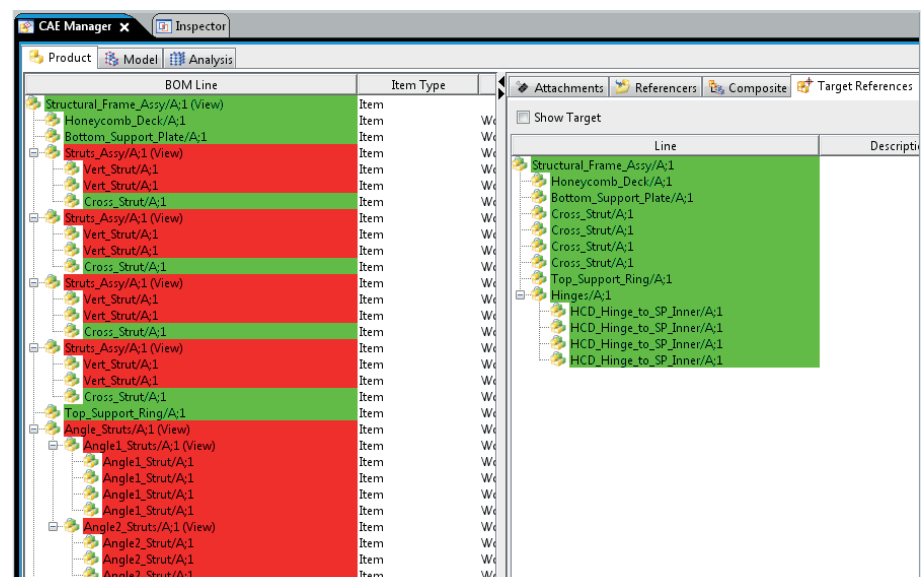 CAE Manager Inspector
Product Model Analysis
BOM Line Item Type
Structural_Frame_Assy/A;1 (View) Item
Honeycomb_Deck/A;1 Item
Bottom_Support_Plate/A;1 Item
Struts_Assy/A;1 (View) Item
Vert_Strut/A;1 Item
Vert_Strut/A;1 Item
Cross_Strut/A;1 Item
Struts_Assy/A;1 (View) Item
Vert_Strut/A;1 Item
Vert_Strut/A;1 Item
Cross_Strut/A;1 Item
Struts_Assy/A;1 (View) Item
Vert_Strut/A;1 Item
Vert_Strut/A;1 Item
Cross_Strut/A;1 Item
Struts_Assy/A;1 (View) Item
Vert_Strut/A;1 Item
Vert_Strut/A;1 Item
Cross_Strut/A;1 Item
Top_Support_Ring/A;1 Item
Angle_Struts/A;1 (View) Item
Angle1_Struts/A;1 (View) Item
Angle1_Strut/A;1 Item
Angle1_Strut/A;1 Item
Angle1_Strut/A;1 Item
Angle1_Strut/A;1 Item
Angle2_Struts/A;1 (View) Item
Angle2_Strut/A;1 Item
Angle2_Strut/A;1 Item
Angle2_Strut/A;1 Item
Attachments Referencers Composite Target References
Show Target
Line
Structural_Frame_Assy/A;1
Honeycomb_Deck/A;1
Bottom_Support_Plate/A;1
Cross_Strut/A;1
Cross_Strut/A;1
Cross_Strut/A;1
Cross_Strut/A;1
Top_Support_Ring/A;1
Hinges/A;1
HCD_Hinge_to_SP_Inner/A;1
HCD_Hinge_to_SP_Inner/A;1
HCD_Hinge_to_SP_Inner/A;1
HCD_Hinge_to_SP_Inner/A;1